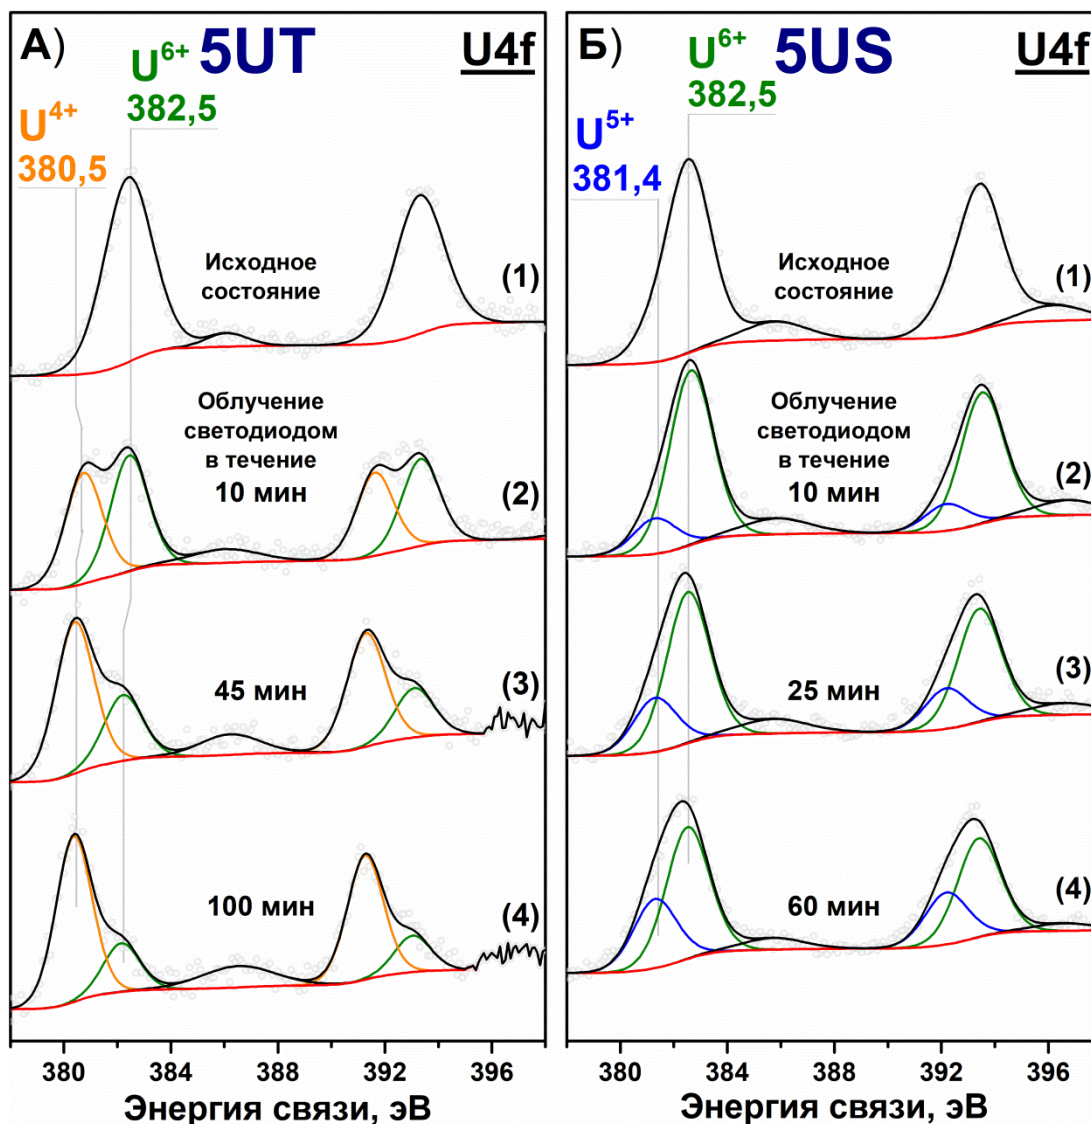 А) U6+ 5UT U4f
382,5
U4+
380,5
Исходное
состояние
(1)
Облучение
светодиодом
в течение
10 мин
(2)
45 мин
(3)
100 мин
(4)
380 384 388 392 396
Энергия связи, эВ
Б) U6+ 5US U4f
382,5
U5+
381,4
Исходное
состояние
(1)
Облучение
светодиодом
в течение
10 мин
(2)
25 мин
(3)
60 мин
(4)
380 384 388 392 396
Энергия связи, эВ